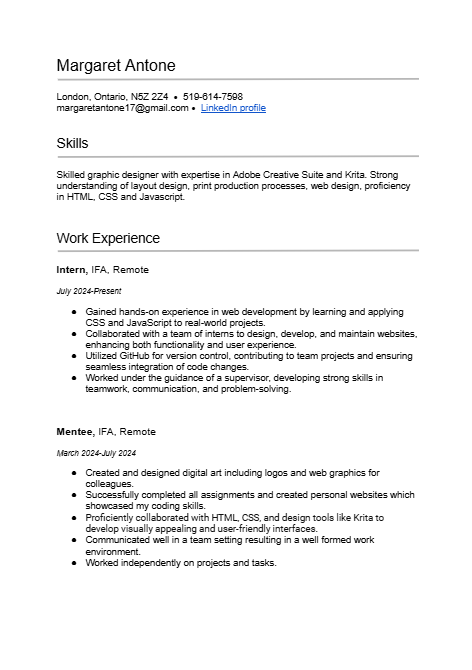 Margaret Antone
London, Ontario, N5Z 2Z4 • 519-614-7598
margaretantone17@gmail.com • LinkedIn profile
Skills
Skilled graphic designer with expertise in Adobe Creative Suite and Krita. Strong
understanding of layout design, print production processes, web design, proficiency
in HTML, CSS and Javascript.
Work Experience
Intern, IFA, Remote
July 2024-Present
● Gained hands-on experience in web development by learning and applying
CSS and JavaScript to real-world projects.
● Collaborated with a team of interns to design, develop, and maintain websites,
enhancing both functionality and user experience.
● Utilized GitHub for version control, contributing to team projects and ensuring
seamless integration of code changes.
● Worked under the guidance of a supervisor, developing strong skills in
teamwork, communication, and problem-solving.
Mentee, IFA, Remote
March 2024-July 2024
● Created and designed digital art including logos and web graphics for
colleagues.
● Successfully completed all assignments and created personal websites which
showcased my coding skills.
● Proficiently collaborated with HTML, CSS, and design tools like Krita to
develop visually appealing and user-friendly interfaces.
● Communicated well in a team setting resulting in a well formed work
environment.
● Worked independently on projects and tasks.